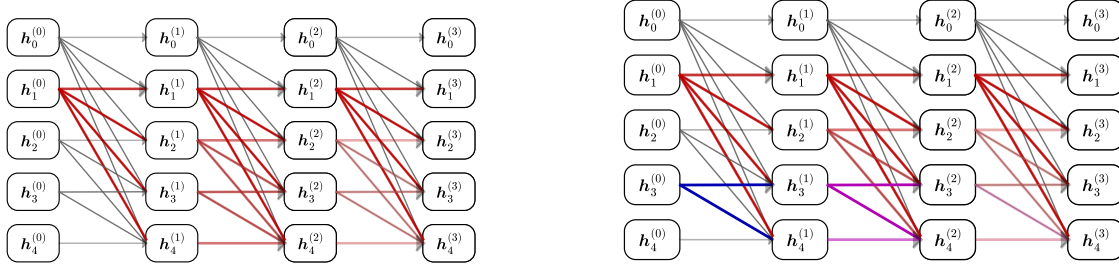 h_0^(0) h_0^(1) h_0^(2) h_0^(3) h_0^(0) h_0^(1) h_0^(2) h_0^(3)
h_1^(0) h_1^(1) h_1^(2) h_1^(3) h_1^(0) h_1^(1) h_1^(2) h_1^(3)
h_2^(0) h_2^(1) h_2^(2) h_2^(3) h_2^(0) h_2^(1) h_2^(2) h_2^(3)
h_3^(0) h_3^(1) h_3^(2) h_3^(3) h_3^(0) h_3^(1) h_3^(2) h_3^(3)
h_4^(0) h_4^(1) h_4^(2) h_4^(3) h_4^(0) h_4^(1) h_4^(2) h_4^(3)